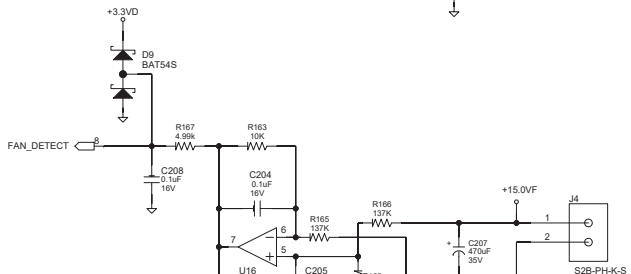 +3.3VD
D9
BAT54S
FAN_DETECT
8
R167
4.99k
R163
10K
C208
0.1uF
16V
C204
0.1uF
16V
R165
137K
R166
137K
+15.0VF
J4
1
2
+
C207
470uF
35V
S2B-PH-K-S
7
6
5
U16
C205